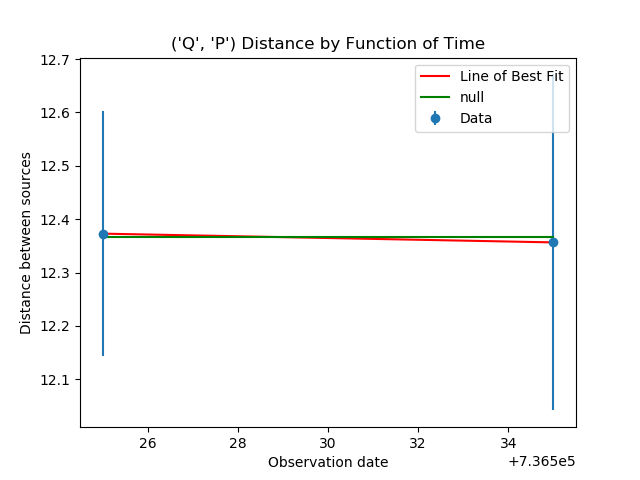 ('Q', 'P') Distance by Function of Time
12.7
12.6
12.5
12.4
12.3
12.2
12.1
Distance between sources
Line of Best Fit
null
Data
26 28 30 32 34
Observation date
+7.365e5